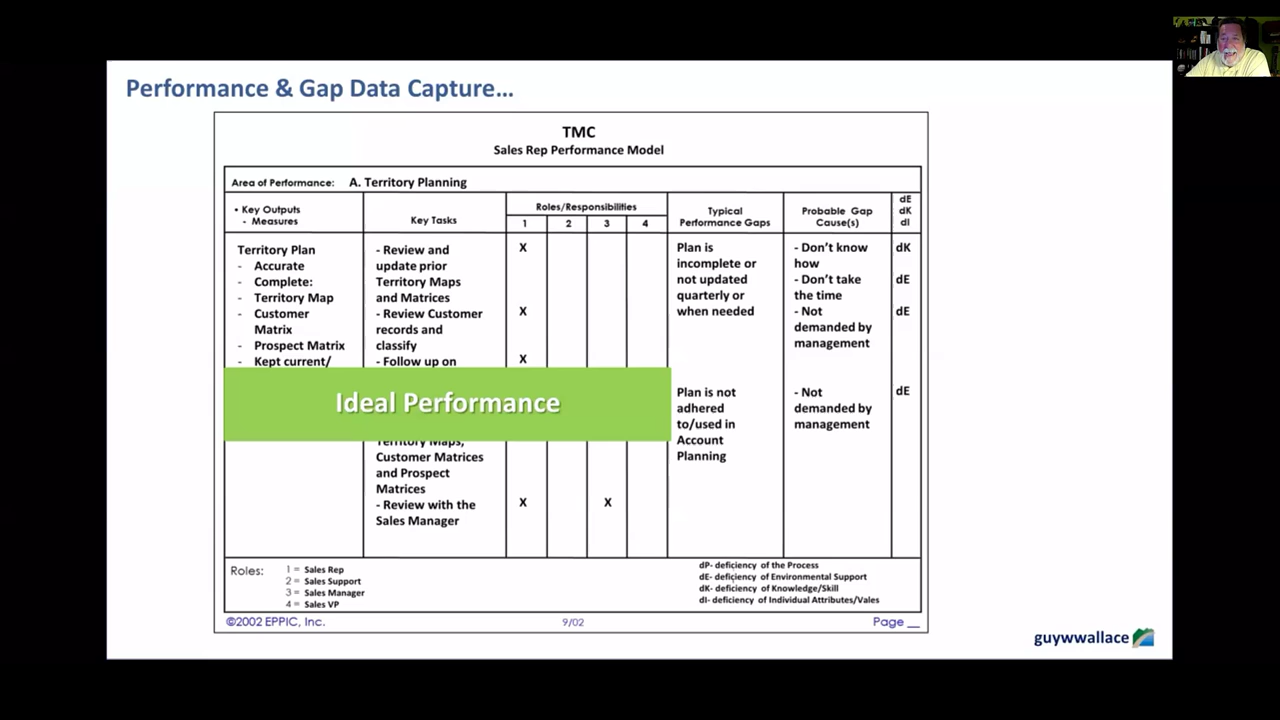 Performance & Gap Data Capture...
TMC
Sales Rep Performance Model
Area of Performance: A. Territory Planning
• Key Outputs
- Measures
Key Tasks
Roles/Responsibilities
1 2 3 4
Typical
Performance Gaps
Probable Gap
Cause(s)
dE
dK
dI
Territory Plan
- Accurate
- Complete:
- Territory Map
- Customer
Matrix
- Prospect Matrix
- Kept current/
- Review and
update prior
Territory Maps
and Matrices
- Review Customer
records and
classify
- Follow up on
Territory Maps,
Customer Matrices
and Prospect
Matrices
- Review with the
Sales Manager
X
X
X
X X
Plan is
incomplete or
not updated
quarterly or
when needed
Plan is not
adhered
to/used in
Account
Planning
- Don't know
how
- Don't take
the time
- Not
demanded by
management
- Not
demanded by
management
dK
dE
dE
dE
Ideal Performance
Roles:
1 = Sales Rep
2 = Sales Support
3 = Sales Manager
4 = Sales VP
dP- deficiency of the Process
dE- deficiency of Environmental Support
dK- deficiency of Knowledge/Skill
dI- deficiency of Individual Attributes/Vales
©2002 EPPIC, Inc.
9/02
Page __
guywwallace